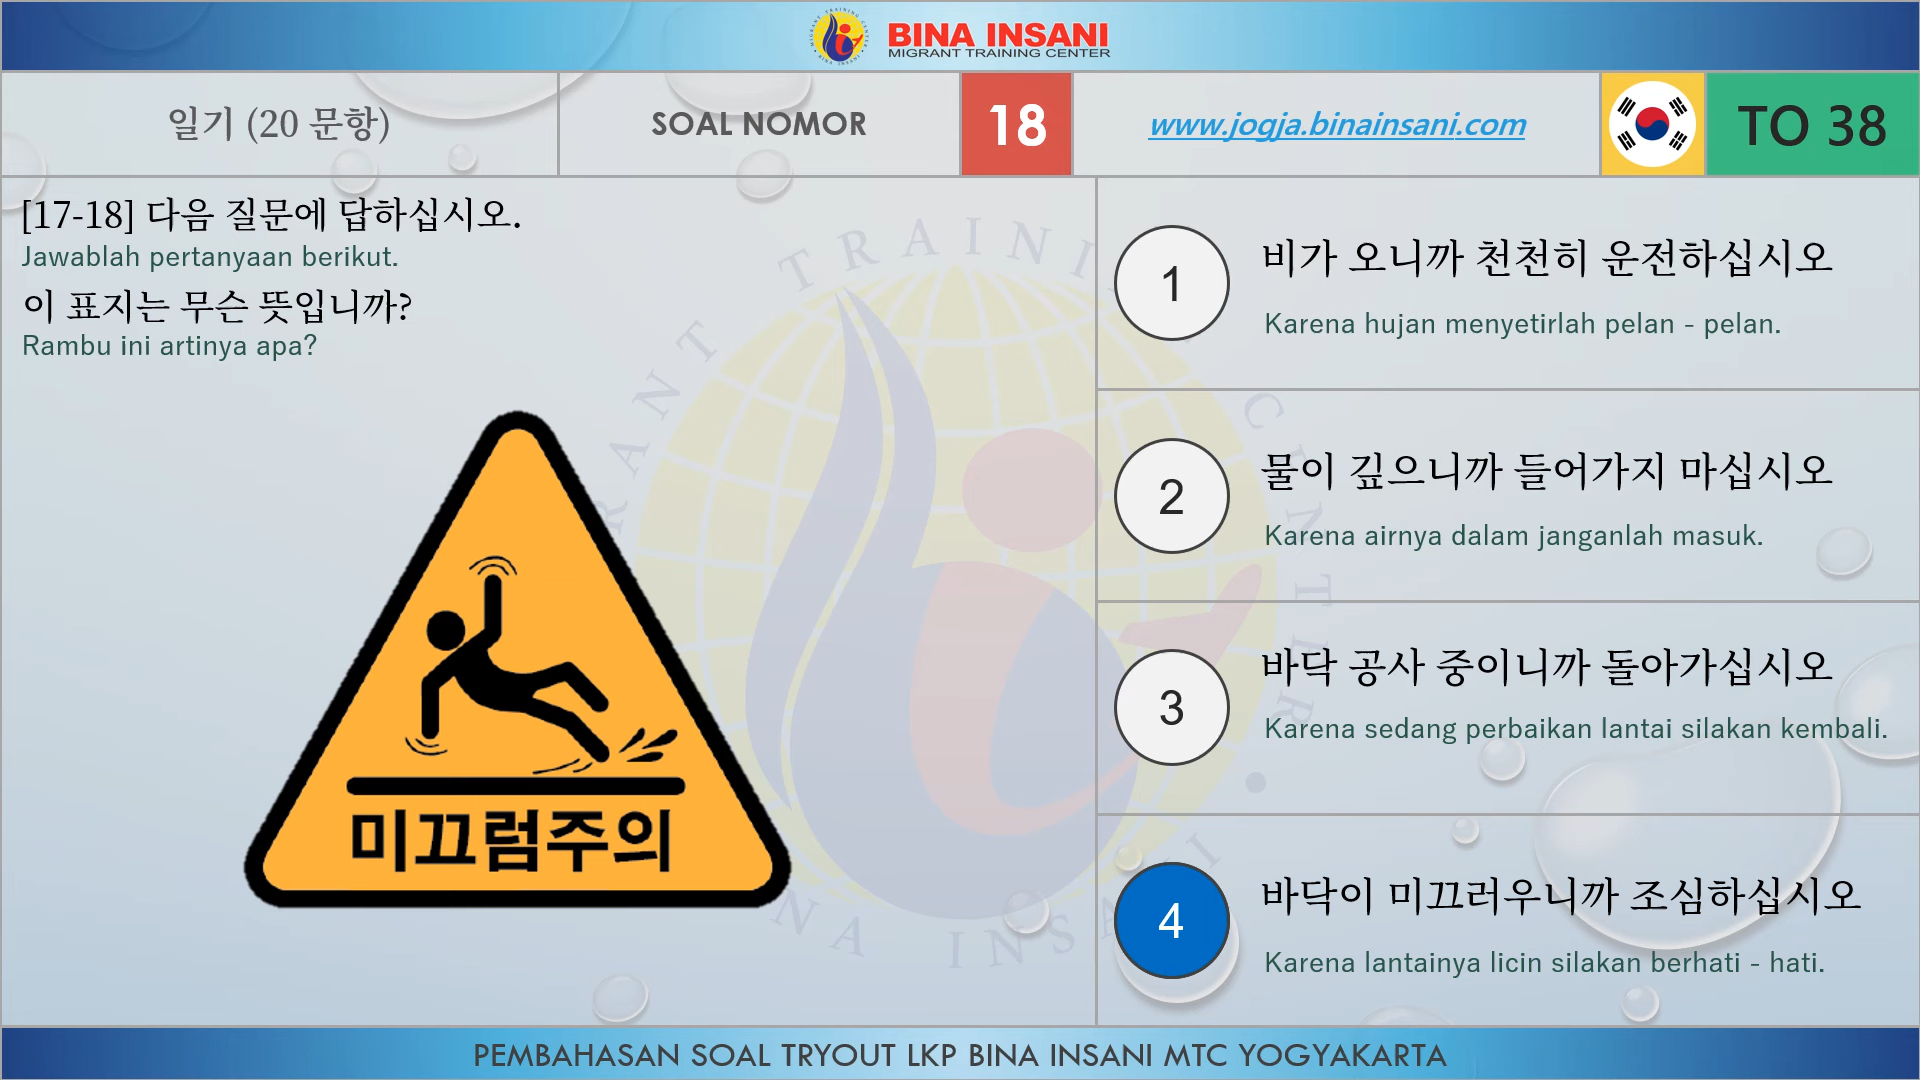 BINA INSANI
MIGRANT TRAINING CENTER
일기 (20 문항)
SOAL NOMOR
18
www.jogja.binainsani.com
TO 38
[17-18] 다음 질문에 답하십시오.
Jawablah pertanyaan berikut.
이 표지는 무슨 뜻입니까?
Rambu ini artinya apa?
미끄럼주의
1
비가 오니까 천천히 운전하십시오
Karena hujan menyetirlah pelan - pelan.
2
물이 깊으니까 들어가지 마십시오
Karena airnya dalam janganlah masuk.
3
바닥 공사 중이니까 돌아가십시오
Karena sedang perbaikan lantai silakan kembali.
4
바닥이 미끄러우니까 조심하십시오
Karena lantainya licin silakan berhati - hati.
PEMBAHASAN SOAL TRYOUT LKP BINA INSANI MTC YOGYAKARTA